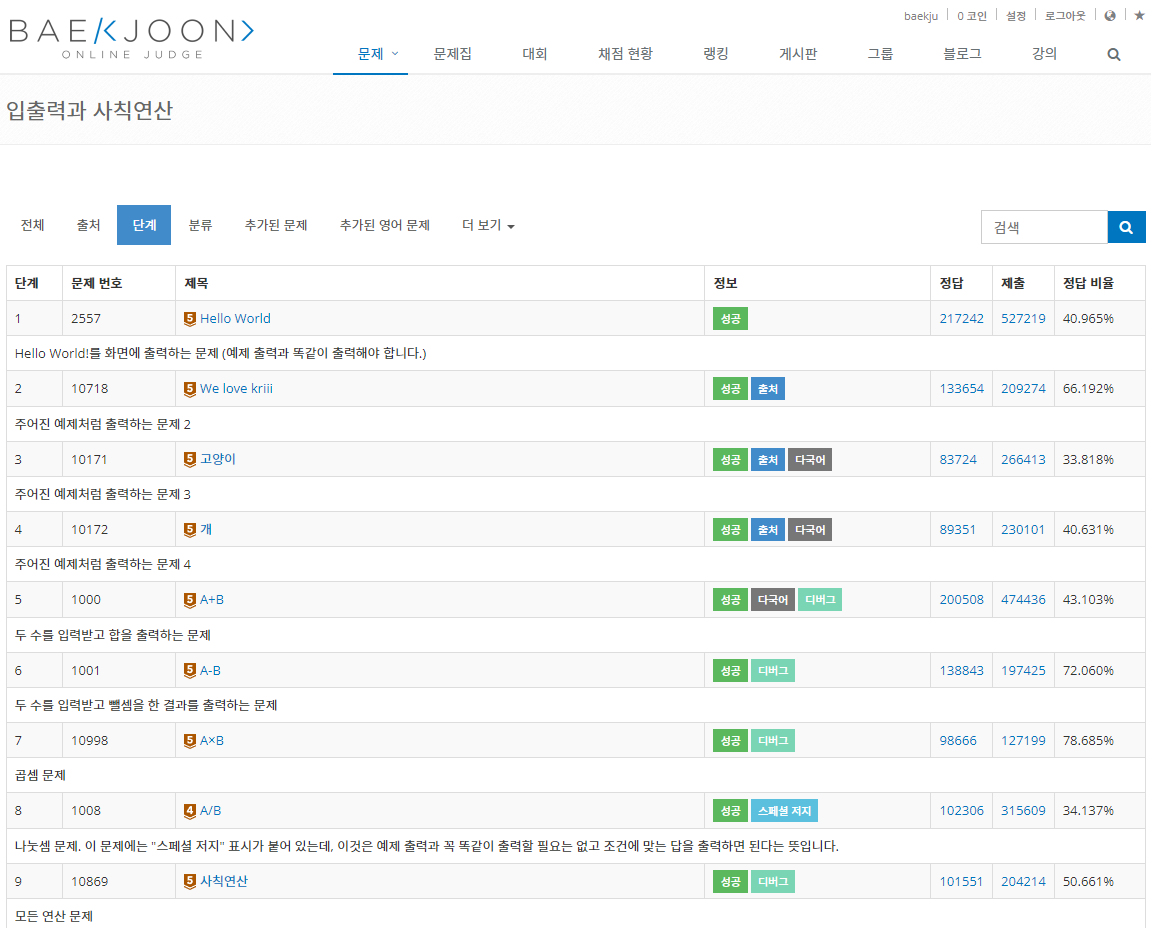 baekju 0 코인 설정 로그아웃
BAE/<JOON>
ONLINE JUDGE
문제 문제집 대회 채점 현황 랭킹 게시판 그룹 블로그 강의
입출력과 사칙연산
전체 출처 단계 분류 추가된 문제 추가된 영어 문제 더 보기 검색
단계 문제 번호 제목 정보 정답 제출 정답 비율
1 2557 5 Hello World 성공 217242 527219 40.965%
Hello World!를 화면에 출력하는 문제 (예제 출력과 똑같이 출력해야 합니다.)
2 10718 5 We love kriii 성공 출처 133654 209274 66.192%
주어진 예제처럼 출력하는 문제 2
3 10171 5 고양이 성공 출처 다국어 83724 266413 33.818%
주어진 예제처럼 출력하는 문제 3
4 10172 5 개 성공 출처 다국어 89351 230101 40.631%
주어진 예제처럼 출력하는 문제 4
5 1000 5 A+B 성공 다국어 디버그 200508 474436 43.103%
두 수를 입력받고 합을 출력하는 문제
6 1001 5 A-B 성공 디버그 138843 197425 72.060%
두 수를 입력받고 뺄셈을 한 결과를 출력하는 문제
7 10998 5 A×B 성공 디버그 98666 127199 78.685%
곱셈 문제
8 1008 4 A/B 성공 스페셜 저지 102306 315609 34.137%
나눗셈 문제. 이 문제에는 "스페셜 저지" 표시가 붙어 있는데, 이것은 예제 출력과 꼭 똑같이 출력할 필요는 없고 조건에 맞는 답을 출력하면 된다는 뜻입니다.
9 10869 5 사칙연산 성공 디버그 101551 204214 50.661%
모든 연산 문제